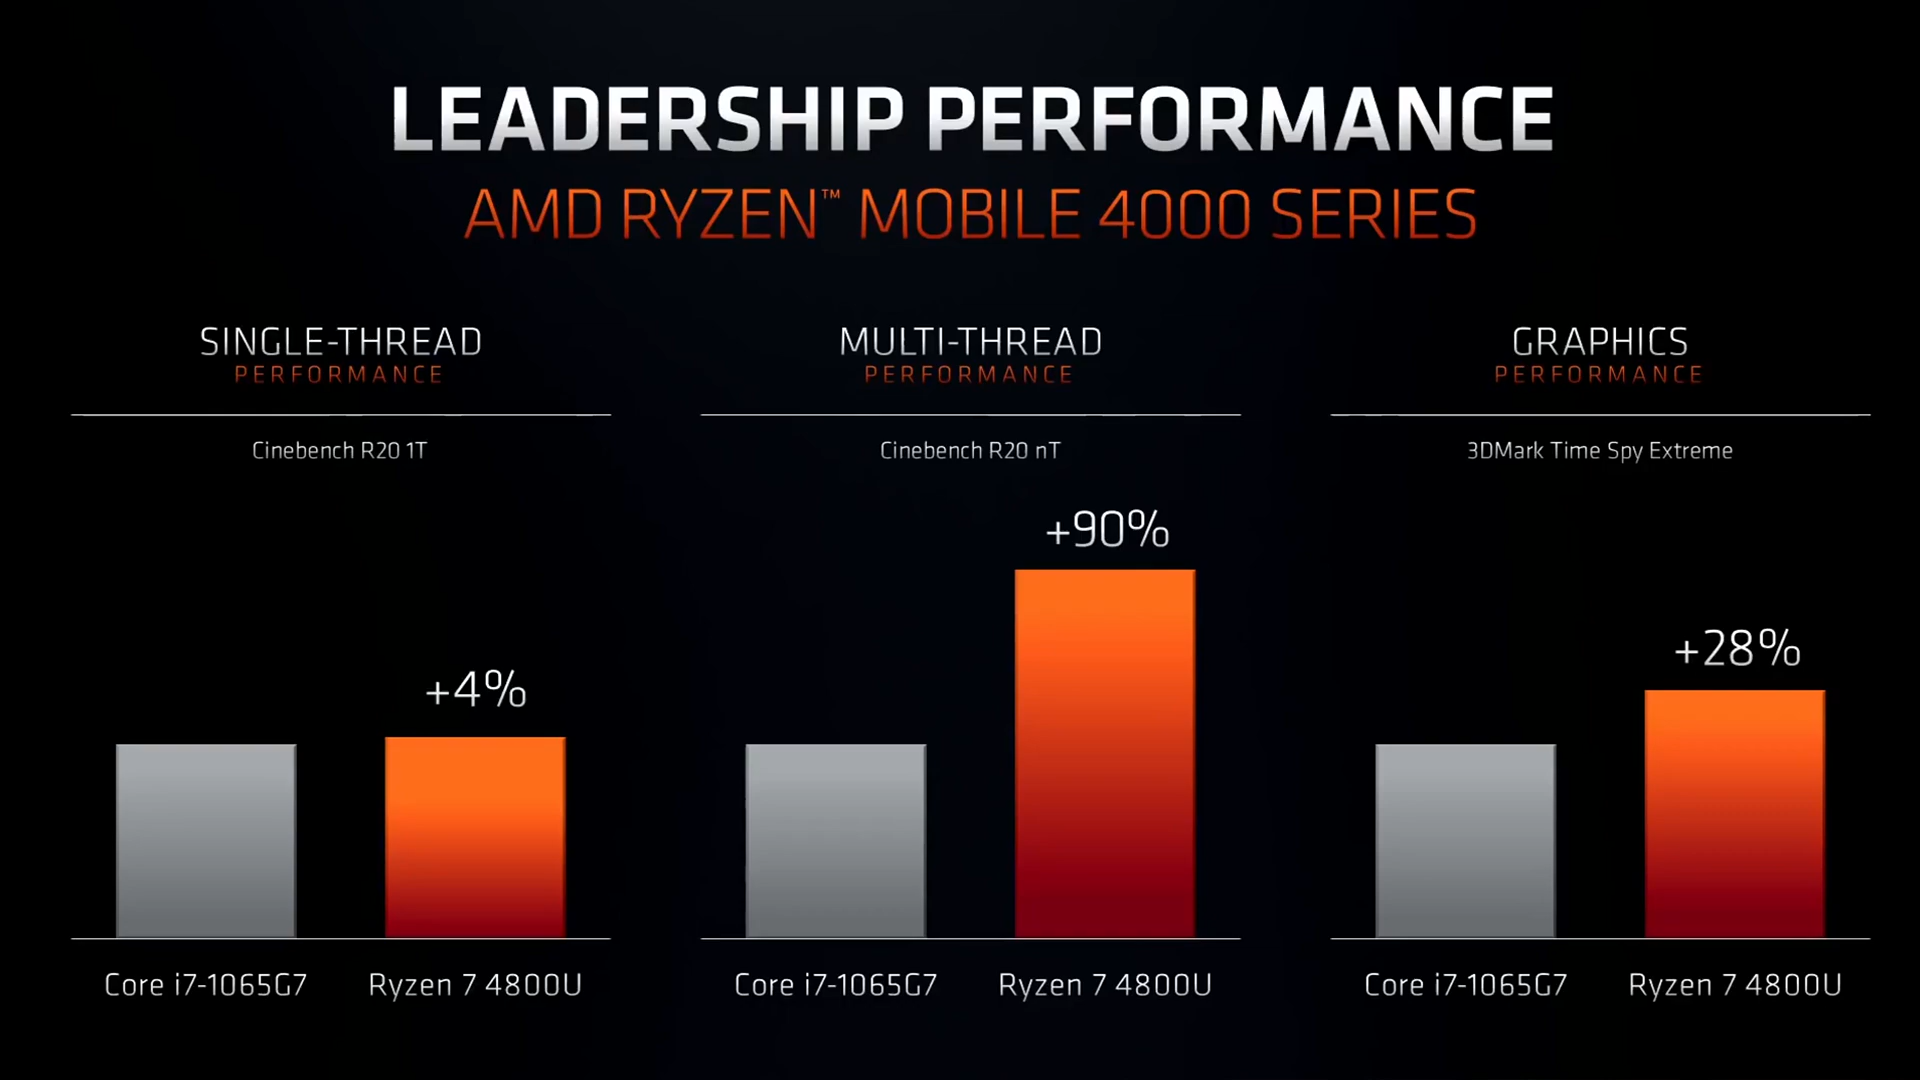 LEADERSHIP PERFORMANCE
AMD RYZEN™ MOBILE 4000 SERIES
SINGLE-THREAD
PERFORMANCE
Cinebench R20 1T
+4%
Core i7-1065G7
Ryzen 7 4800U
MULTI-THREAD
PERFORMANCE
Cinebench R20 nT
+90%
Core i7-1065G7
Ryzen 7 4800U
GRAPHICS
PERFORMANCE
3DMark Time Spy Extreme
+28%
Core i7-1065G7
Ryzen 7 4800U